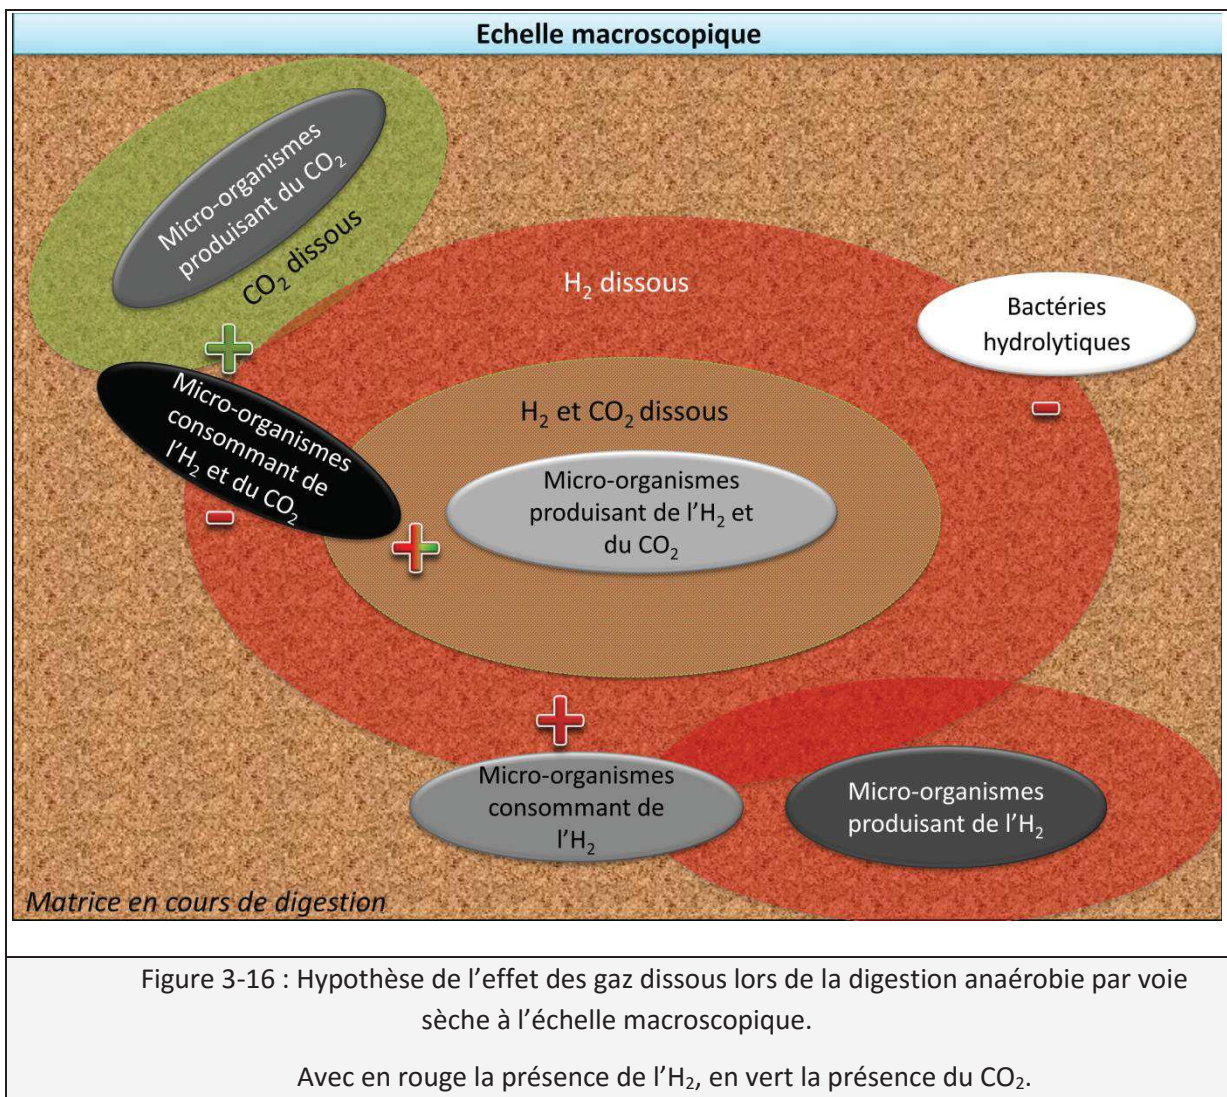 Echelle macroscopique
Micro-organismes
produisant du CO₂
CO₂ dissous
H₂ dissous
Bactéries
hydrolytiques
Micro-organismes
consommant de
l’H₂ et du CO₂
H₂ et CO₂ dissous
Micro-organismes
produisant de l’H₂ et
du CO₂
Micro-organismes
consommant de
l’H₂
Micro-organismes
produisant de l’H₂
Matrice en cours de digestion
Figure 3-16 : Hypothèse de l’effet des gaz dissous lors de la digestion anaérobie par voie
sèche à l’échelle macroscopique.
Avec en rouge la présence de l’H₂, en vert la présence du CO₂.